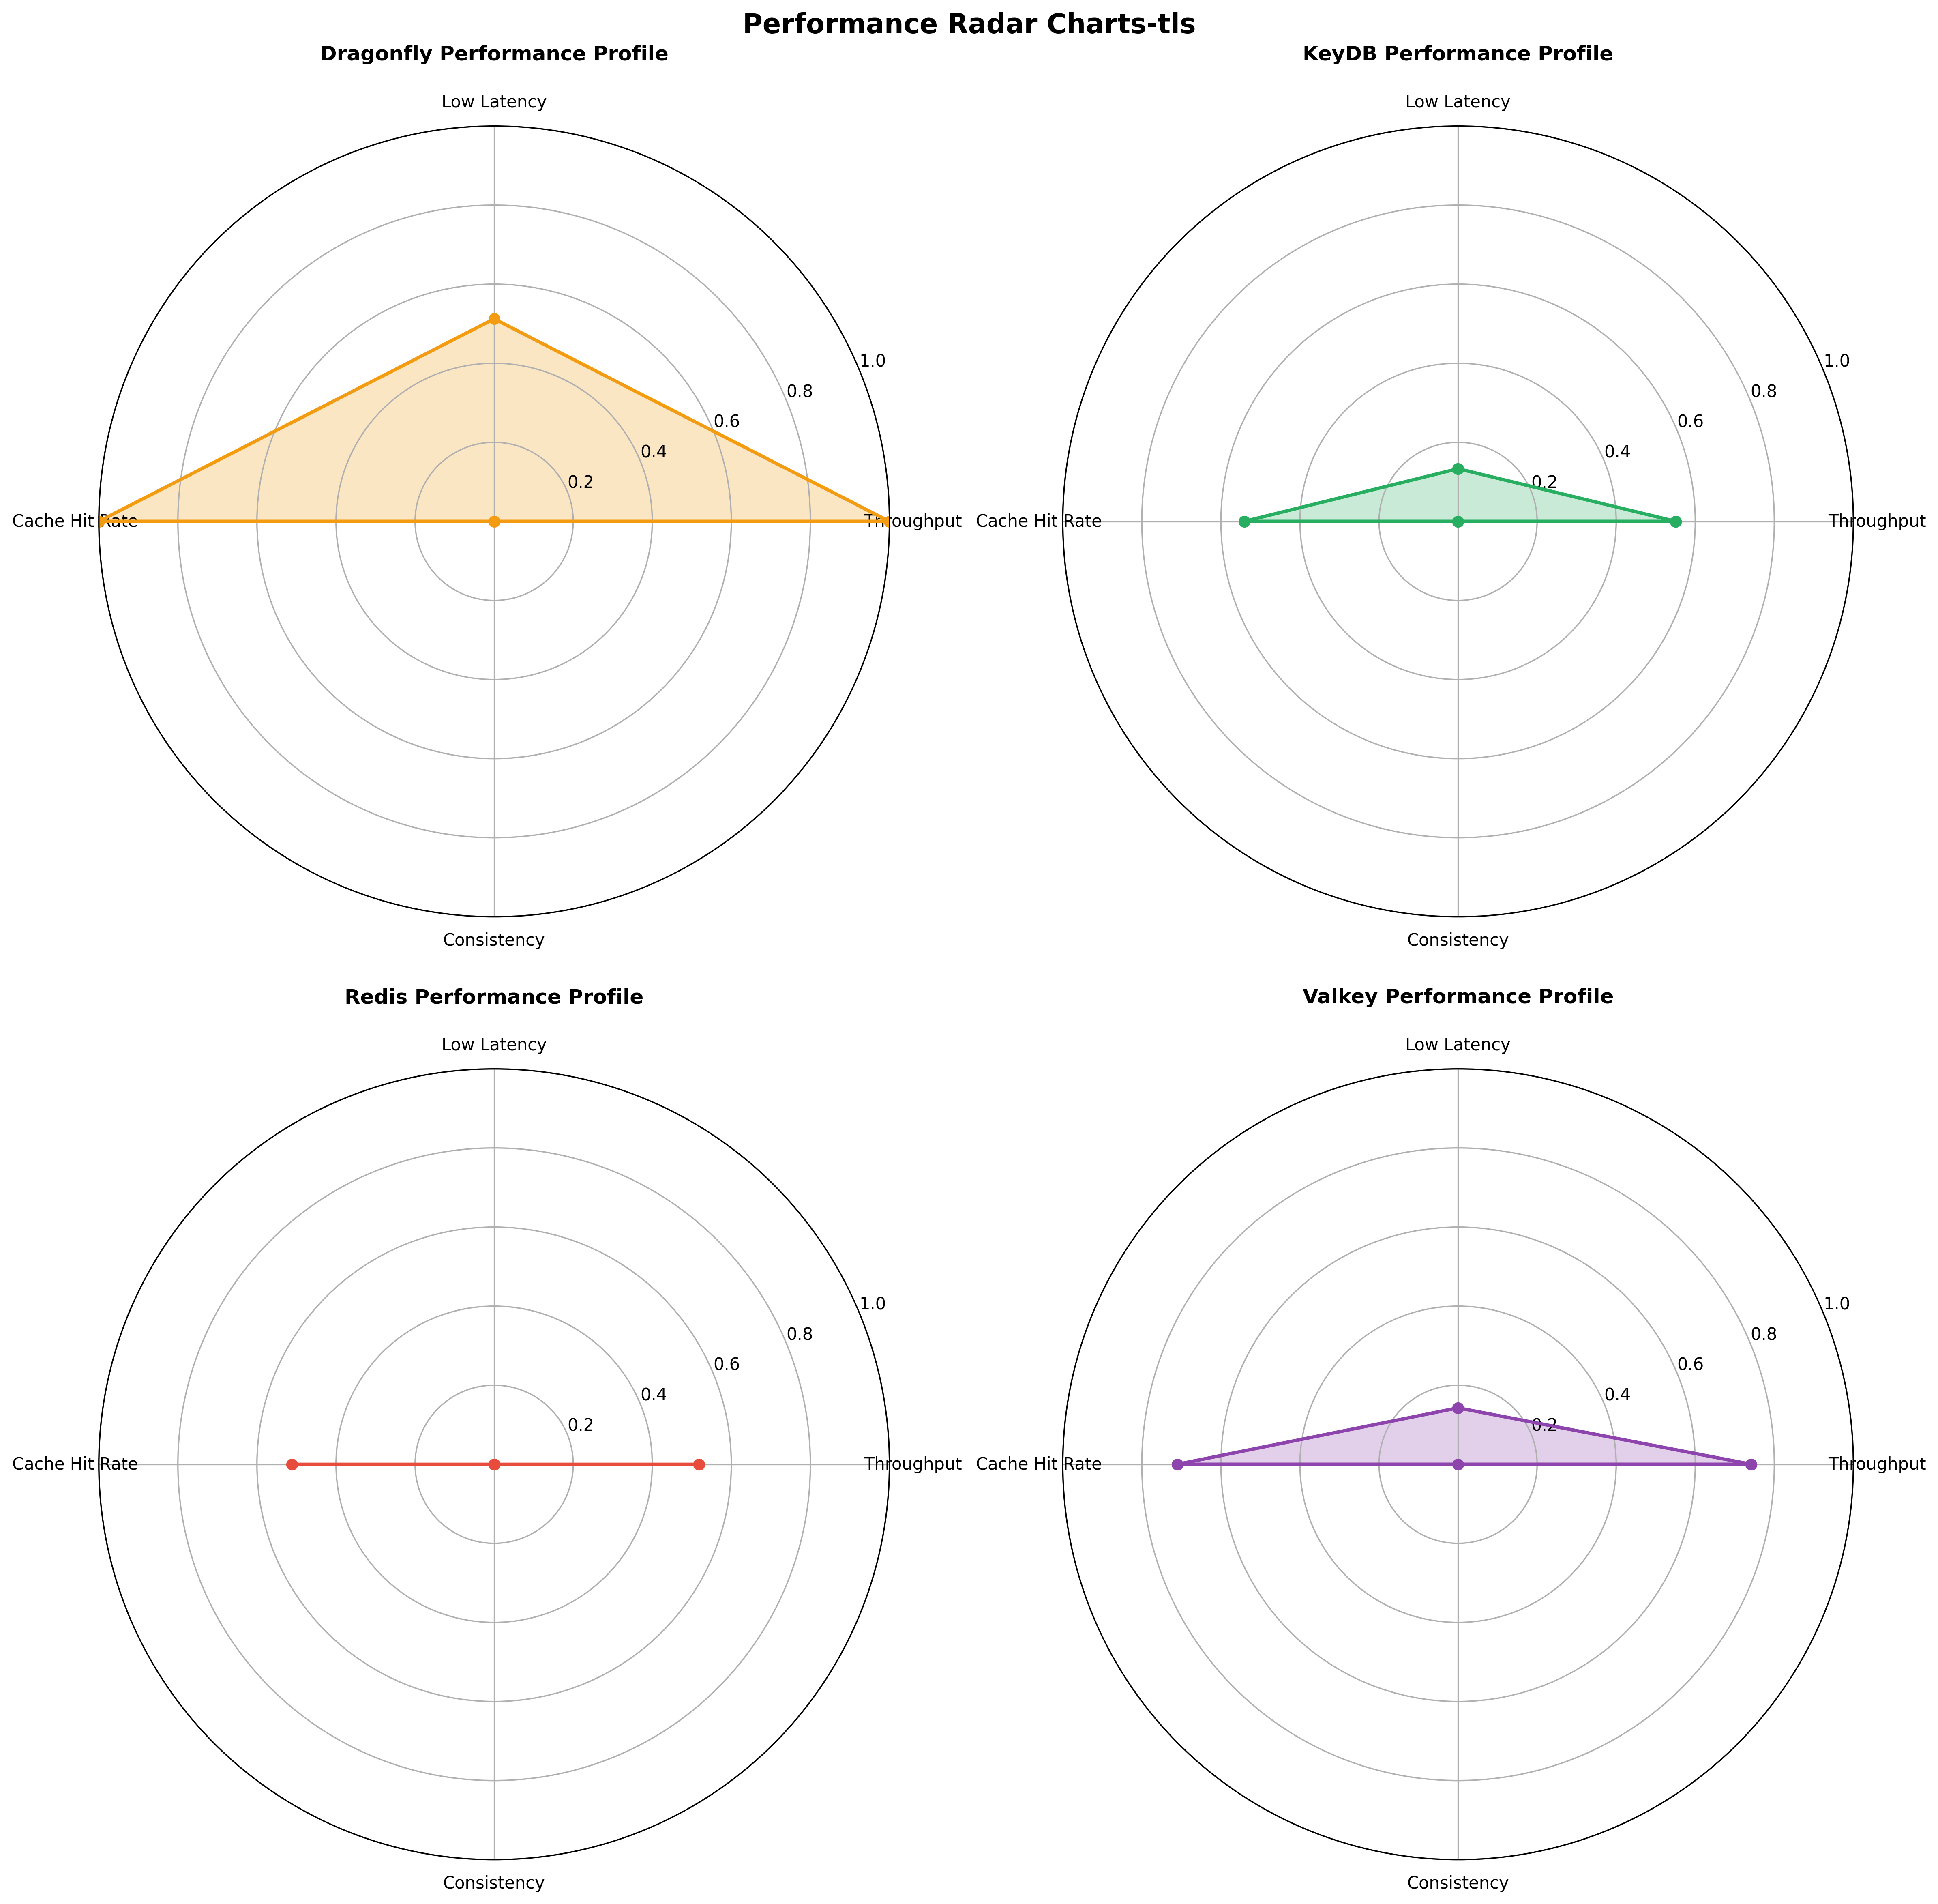 Performance Radar Charts-tls
Dragonfly Performance Profile
Low Latency
1.0
0.8
0.6
0.4
0.2
Cache Hit Rate
Throughput
Consistency
KeyDB Performance Profile
Low Latency
1.0
0.8
0.6
0.4
0.2
Cache Hit Rate
Throughput
Consistency
Redis Performance Profile
Low Latency
1.0
0.8
0.6
0.4
0.2
Cache Hit Rate
Throughput
Consistency
Valkey Performance Profile
Low Latency
1.0
0.8
0.6
0.4
0.2
Cache Hit Rate
Throughput
Consistency